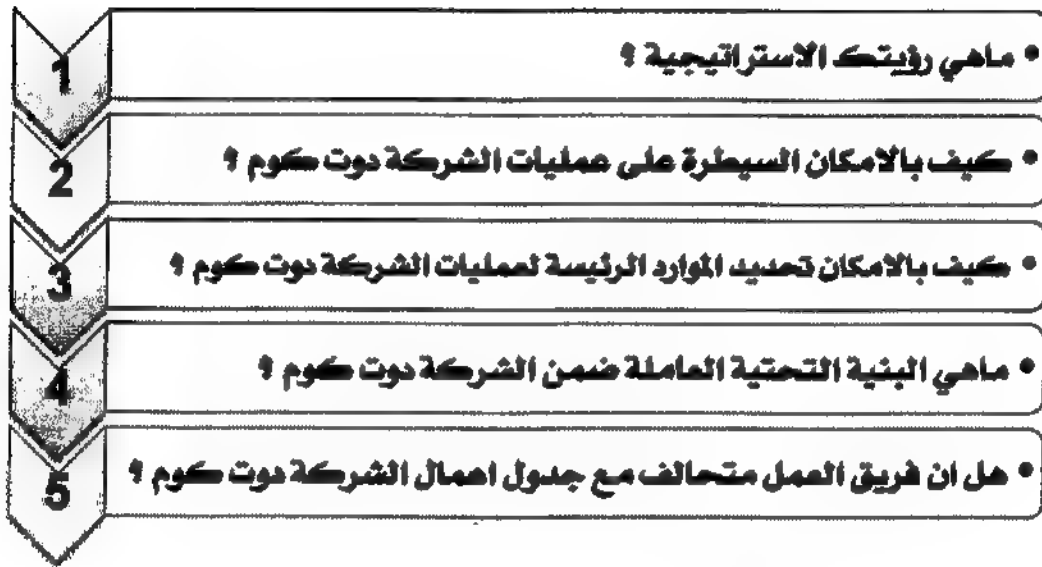 1
• ماهي رؤيتك الاستراتيجية ؟
2
• كيف بالامكان السيطرة على عمليات الشركة دوت كوم ؟
3
• كيف بالامكان تحديد الموارد الرئيسة لعمليات الشركة دوت كوم ؟
4
• ماهي البنية التحتية العاملة ضمن الشركة دوت كوم ؟
5
• هل ان فريق العمل متحالف مع جدول اعمال الشركة دوت كوم ؟